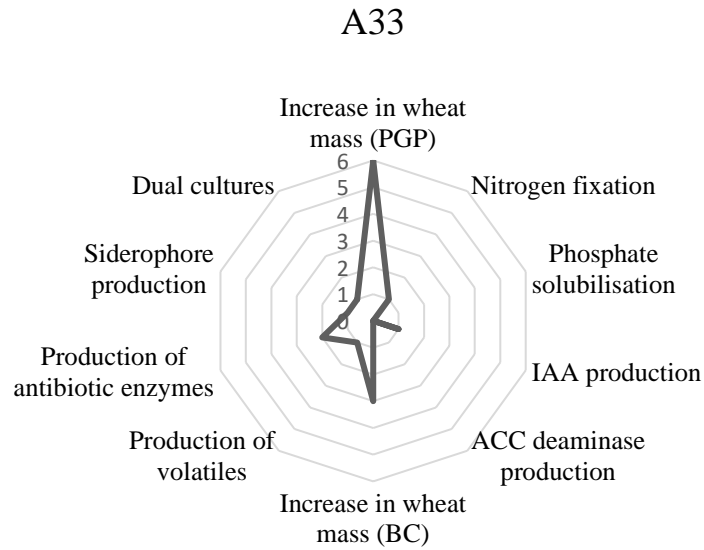 A33
Increase in wheat
mass (PGP)
Nitrogen fixation
Phosphate
solubilisation
IAA production
ACC deaminase
production
Increase in wheat
mass (BC)
Production of
volatiles
Production of
antibiotic enzymes
Siderophore
production
Dual cultures
6
5
4
3
2
1
0